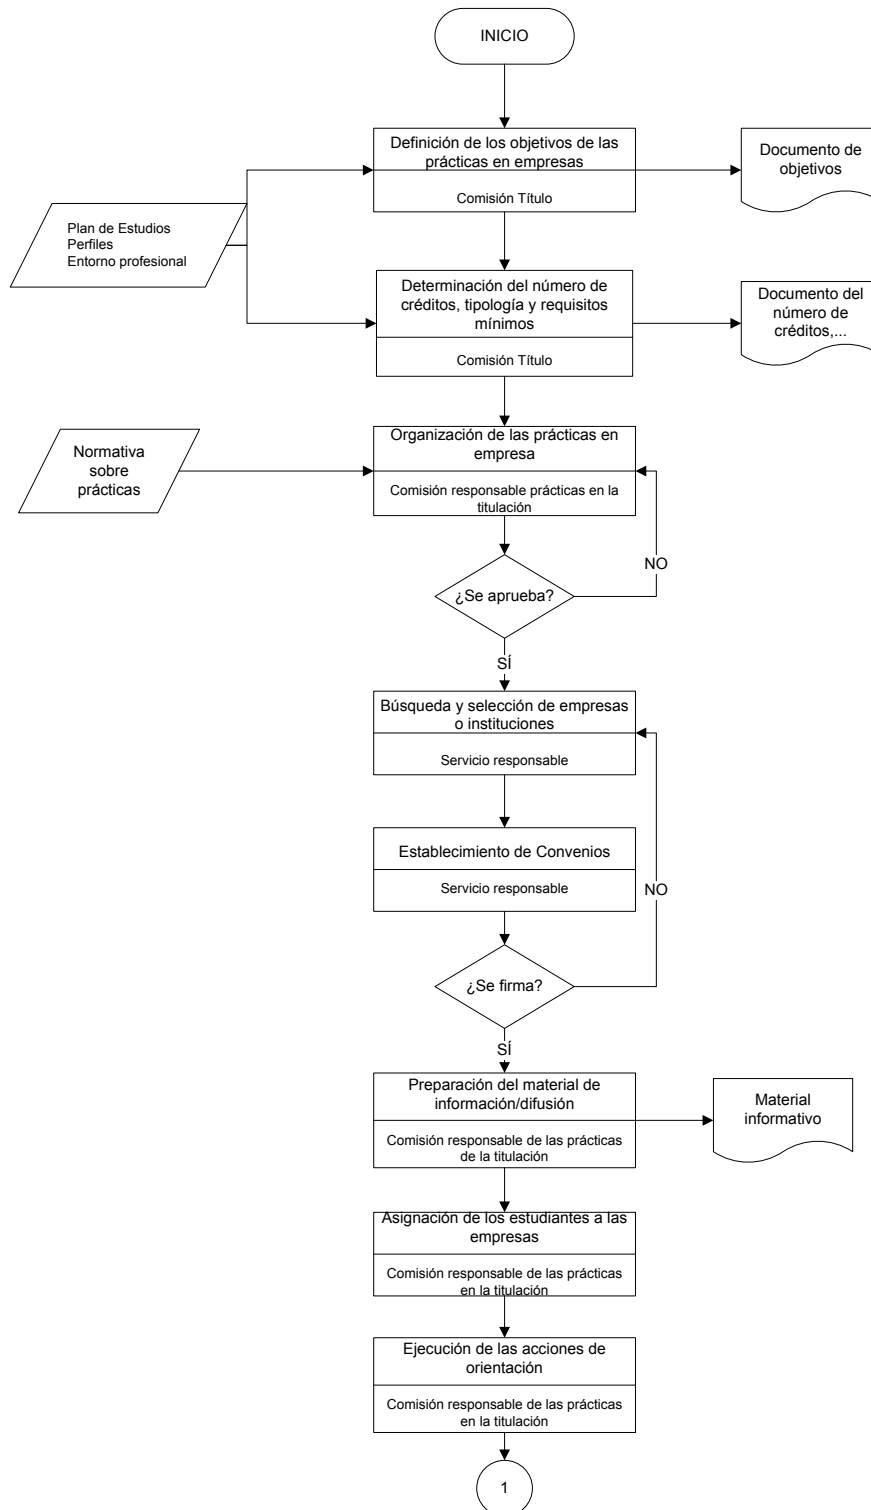 INICIO
Definición de los objetivos de las
prácticas en empresas
Comisión Título
Documento de
objetivos
Plan de Estudios
Perfiles
Entorno profesional
Determinación del número de
créditos, tipología y requisitos
mínimos
Comisión Título
Documento del
número de
créditos,...
Normativa
sobre
prácticas
Organización de las prácticas en
empresa
Comisión responsable prácticas en la
titulación
NO
¿Se aprueba?
SÍ
Búsqueda y selección de empresas
o instituciones
Servicio responsable
Establecimiento de Convenios
Servicio responsable
NO
¿Se firma?
SÍ
Preparación del material de
información/difusión
Comisión responsable de las prácticas
de la titulación
Material
informativo
Asignación de los estudiantes a las
empresas
Comisión responsable de las prácticas
en la titulación
Ejecución de las acciones de
orientación
Comisión responsable de las prácticas
en la titulación
1